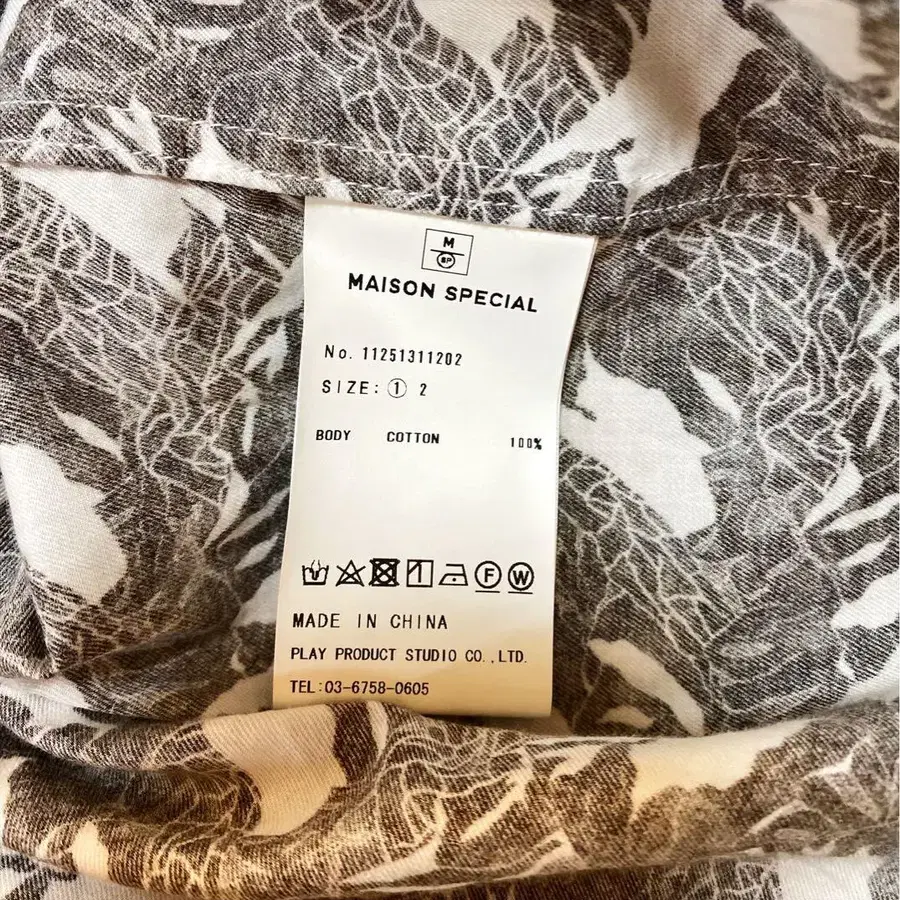 M
SP
MAISON SPECIAL
No. 11251311202
SIZE: ① 2
BODY COTTON 100%
F W
MADE IN CHINA
PLAY PRODUCT STUDIO CO.,LTD.
TEL:03-6758-0605